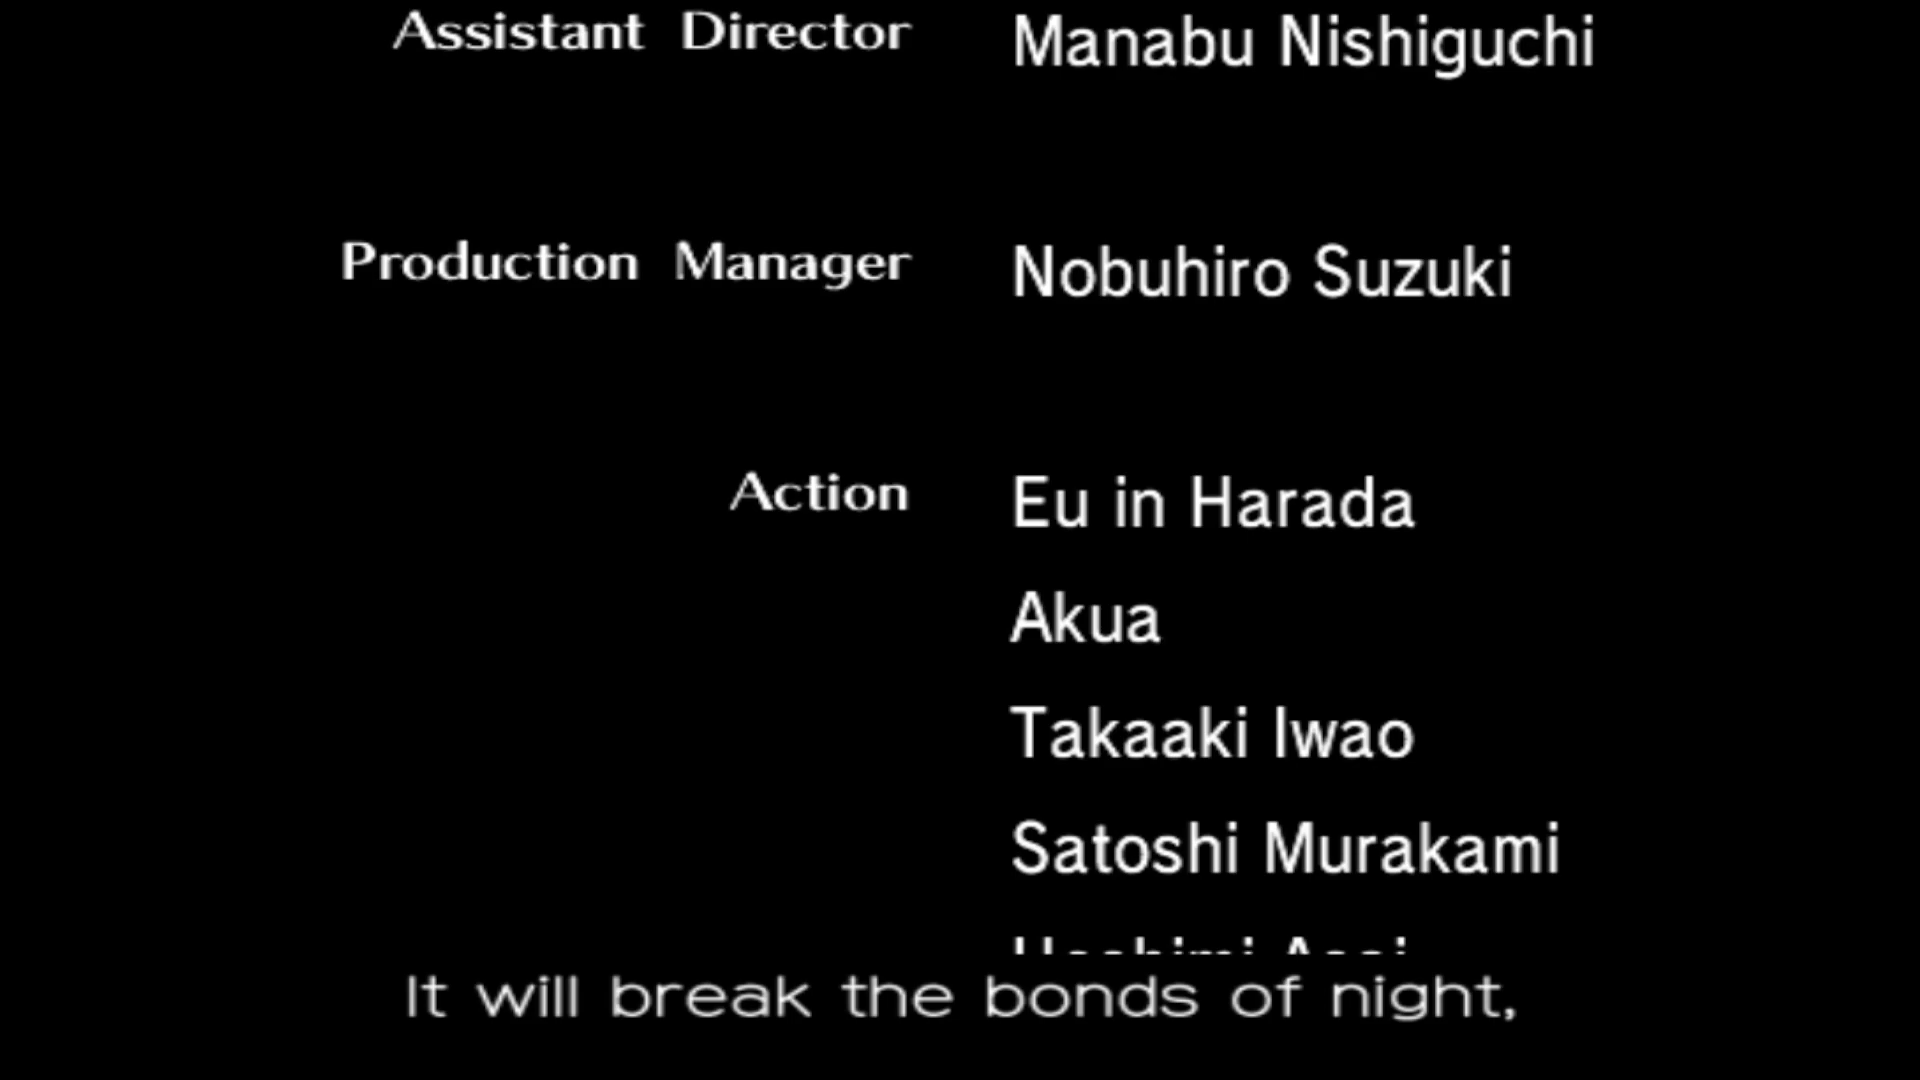 Assistant Director Manabu Nishiguchi
Production Manager Nobuhiro Suzuki
Action Eu in Harada
Akua
Takaaki Iwao
Satoshi Murakami
It will break the bonds of night,